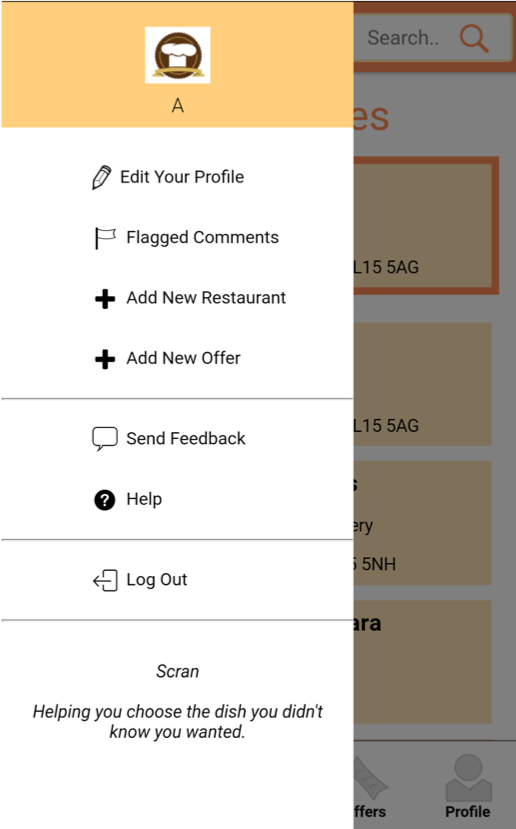 Search..
A
es
Edit Your Profile
Flagged Comments
Add New Restaurant
Add New Offer
L15 5AG
L15 5AG
Send Feedback
Help
s
ery
5 5NH
Log Out
ara
Scran
Helping you choose the dish you didn't
know you wanted.
ffers
Profile